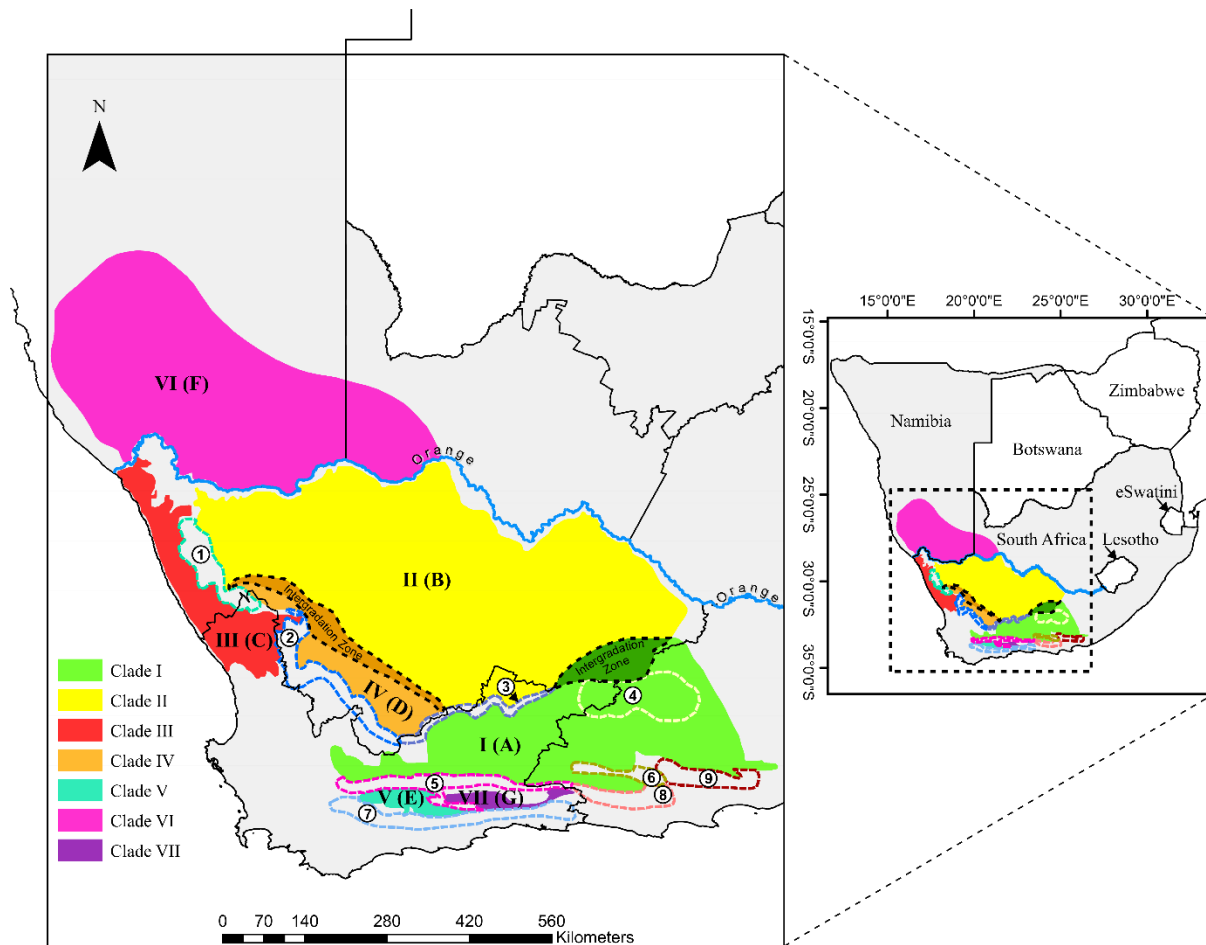 N
VI (F)
Orange
Orange
1
II (B)
Intergradation Zone
III (C)
2
IV (D)
3
Intergradation
Zone
4
I (A)
5
6
9
V (E)
VII (G)
8
7
Clade I
Clade II
Clade III
Clade IV
Clade V
Clade VI
Clade VII
0 70 140 280 420 560
Kilometers
15°0'0"E 20°0'0"E 25°0'0"E 30°0'0"E
15°0'0"S
20°0'0"S
25°0'0"S
30°0'0"S
35°0'0"S
Zimbabwe
Namibia
Botswana
eSwatini
South Africa
Lesotho